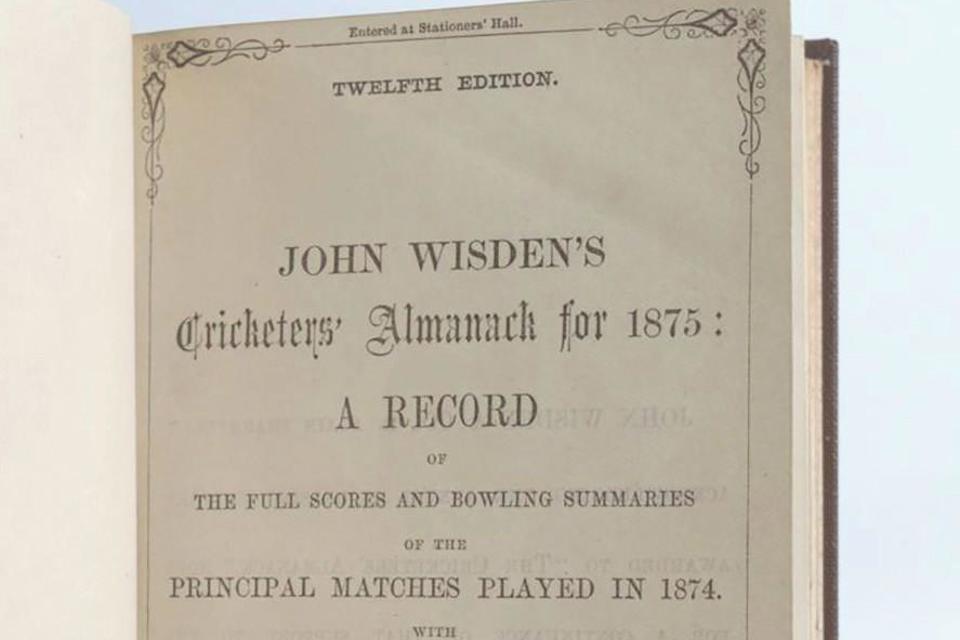 Entered at Stationers' Hall.
TWELFTH EDITION.
JOHN WISDEN'S
Cricketers' Almanack for 1875:
A RECORD
OF
THE FULL SCORES AND BOWLING SUMMARIES
OF THE
PRINCIPAL MATCHES PLAYED IN 1874.
WITH